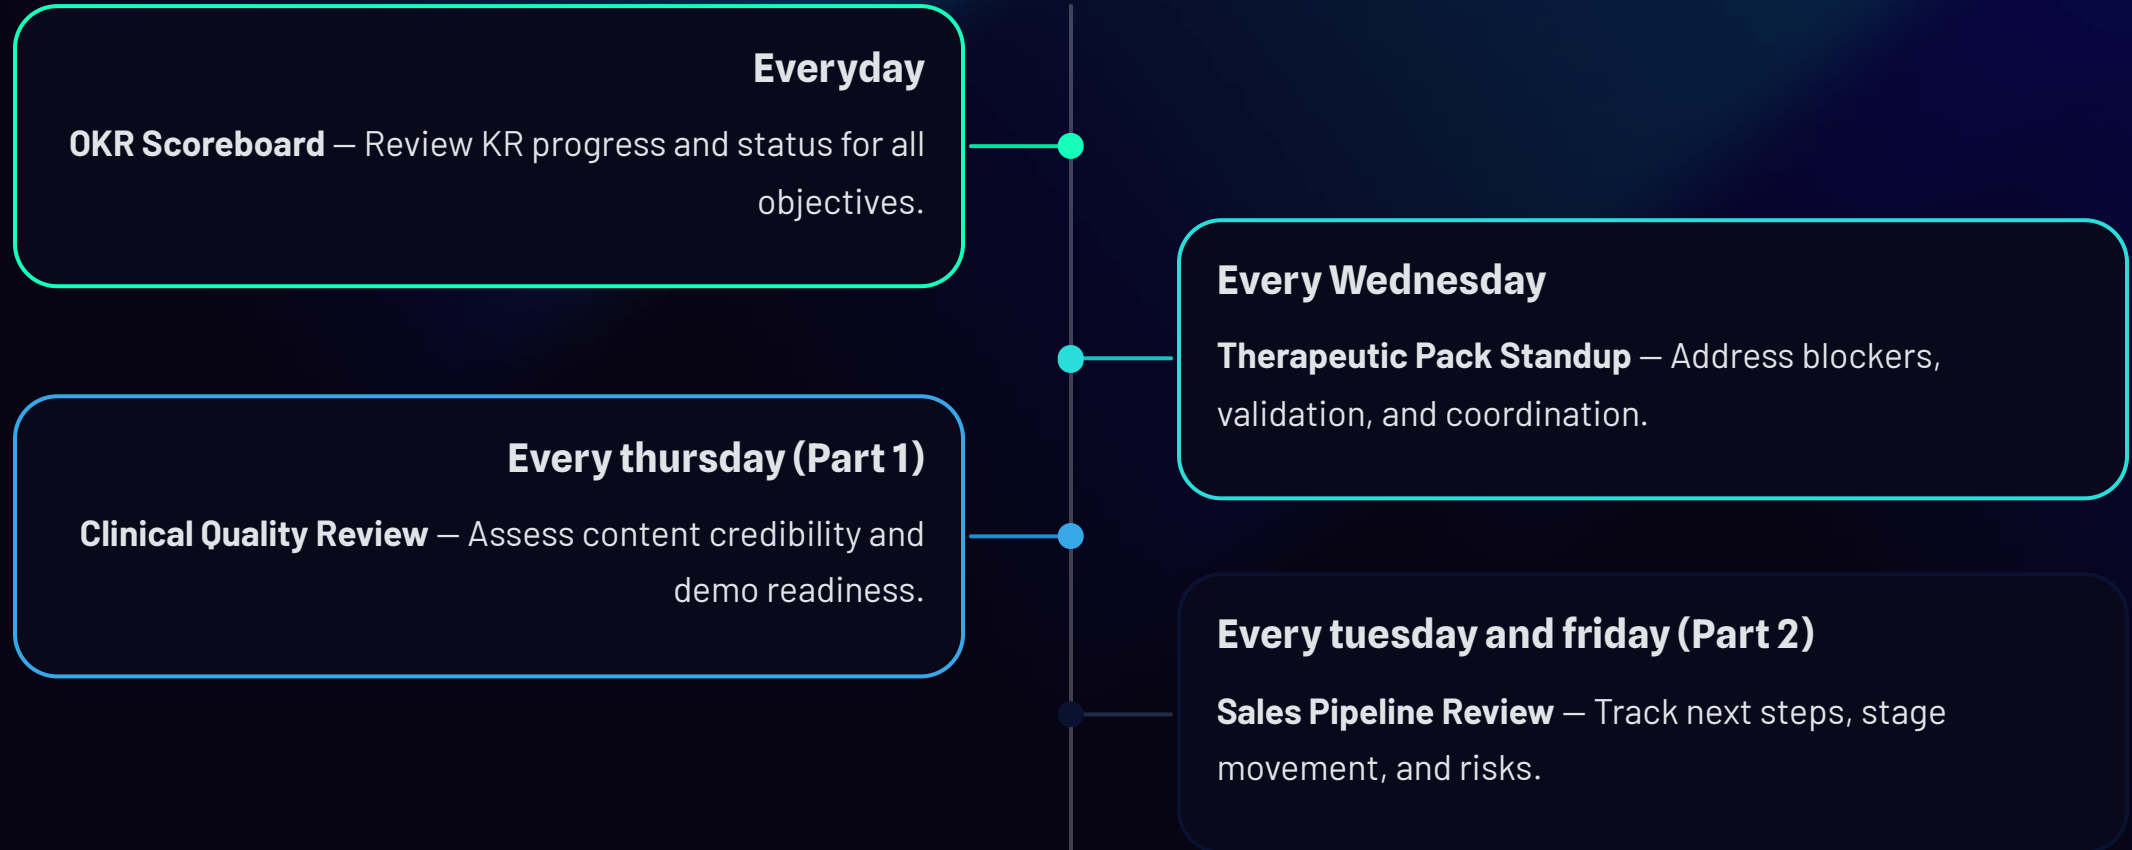 Everyday
OKR Scoreboard — Review KR progress and status for all
objectives.
Every Wednesday
Therapeutic Pack Standup — Address blockers,
validation, and coordination.
Every thursday (Part 1)
Clinical Quality Review — Assess content credibility and
demo readiness.
Every tuesday and friday (Part 2)
Sales Pipeline Review — Track next steps, stage
movement, and risks.